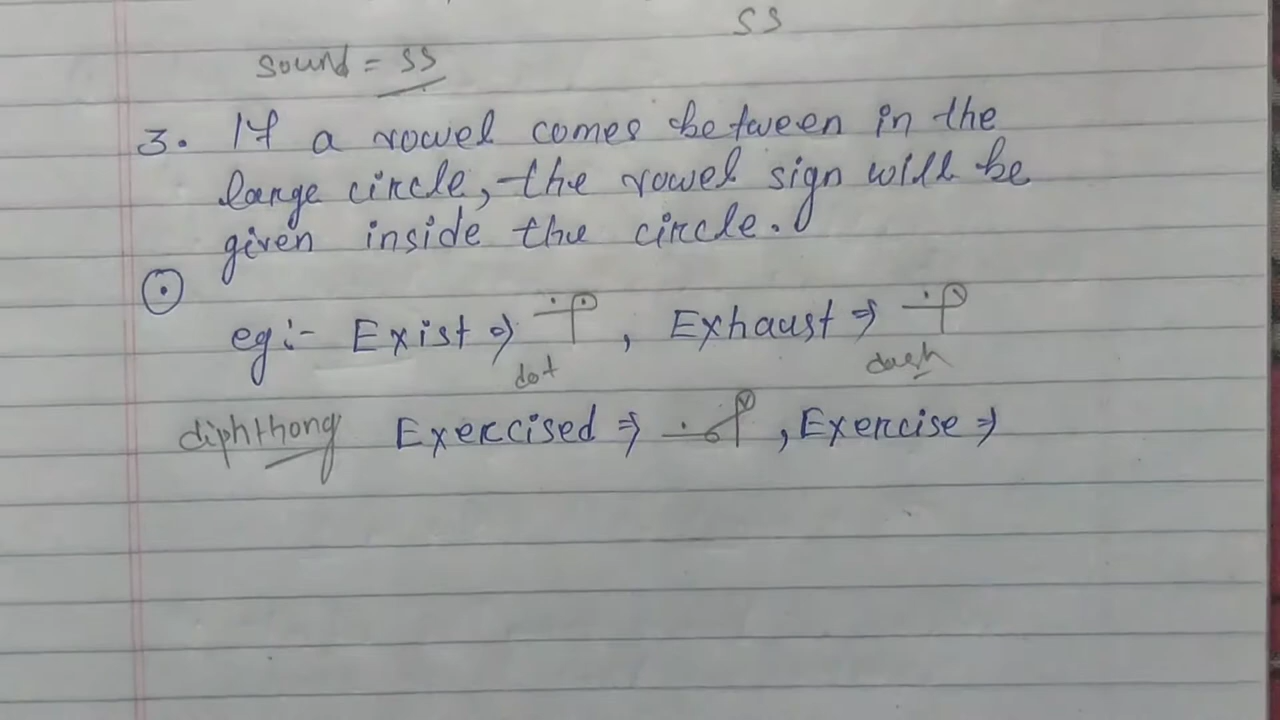 ss
sound = ss
3. If a vowel comes between in the
large circle, the vowel sign will be
given inside the circle.
eg:- Exist ⇒ , Exhaust ⇒
dot dash
diphthong Exercised ⇒ , Exercise ⇒